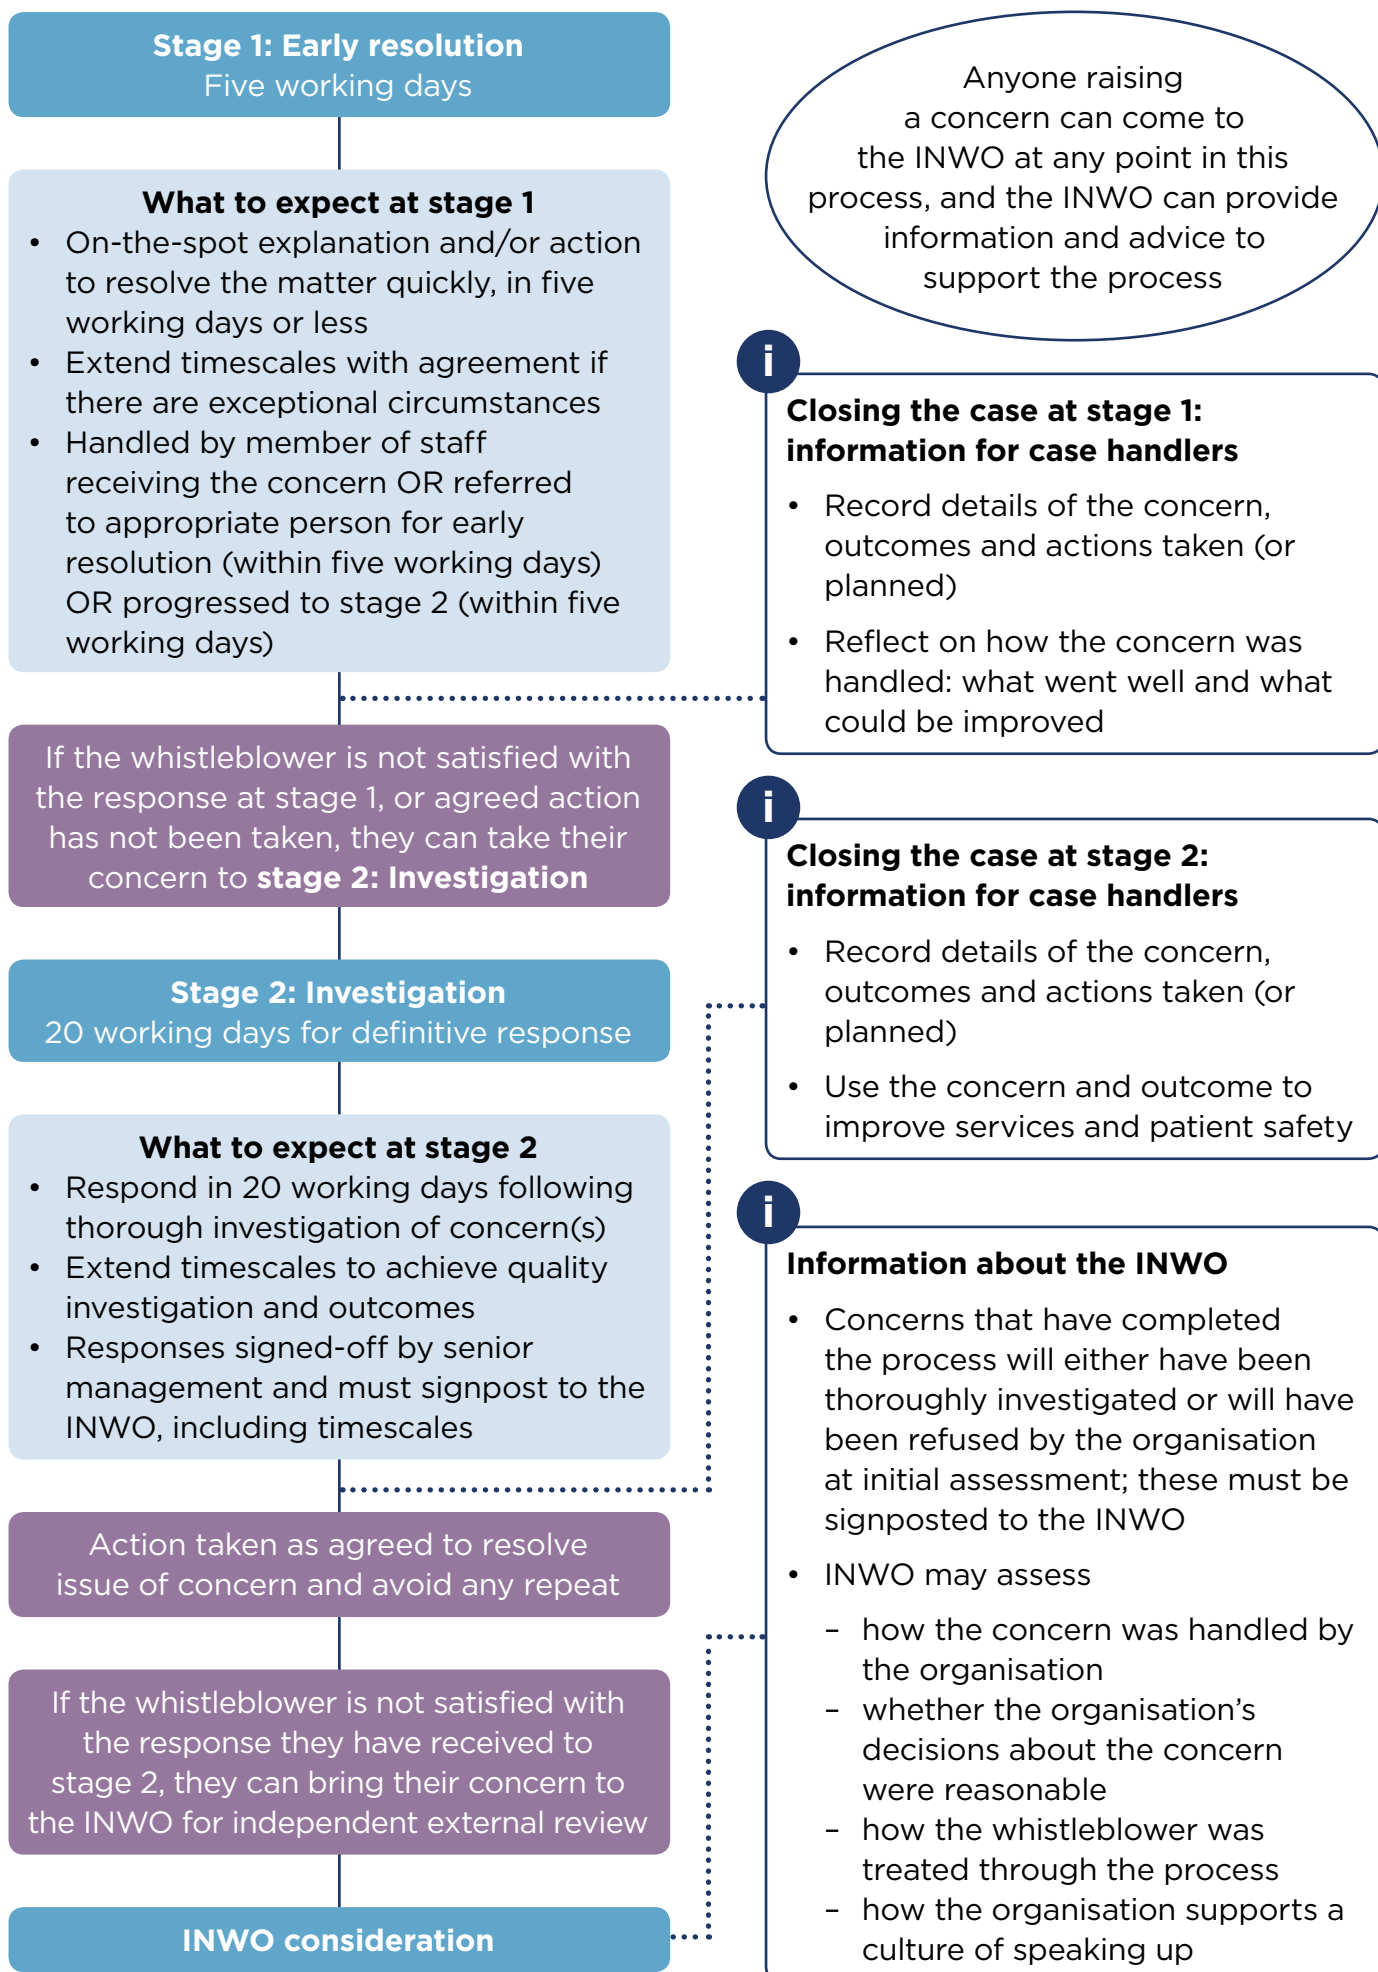 Stage 1: Early resolution
Five working days
What to expect at stage 1
• On-the-spot explanation and/or action
to resolve the matter quickly, in five
working days or less
• Extend timescales with agreement if
there are exceptional circumstances
• Handled by member of staff
receiving the concern OR referred
to appropriate person for early
resolution (within five working days)
OR progressed to stage 2 (within five
working days)
If the whistleblower is not satisfied with
the response at stage 1, or agreed action
has not been taken, they can take their
concern to stage 2: Investigation
Stage 2: Investigation
20 working days for definitive response
What to expect at stage 2
• Respond in 20 working days following
thorough investigation of concern(s)
• Extend timescales to achieve quality
investigation and outcomes
• Responses signed-off by senior
management and must signpost to the
INWO, including timescales
Action taken as agreed to resolve
issue of concern and avoid any repeat
If the whistleblower is not satisfied with
the response they have received to
stage 2, they can bring their concern to
the INWO for independent external review
INWO consideration
Anyone raising
a concern can come to
the INWO at any point in this
process, and the INWO can provide
information and advice to
support the process
i
Closing the case at stage 1:
information for case handlers
• Record details of the concern,
outcomes and actions taken (or
planned)
• Reflect on how the concern was
handled: what went well and what
could be improved
i
Closing the case at stage 2:
information for case handlers
• Record details of the concern,
outcomes and actions taken (or
planned)
• Use the concern and outcome to
improve services and patient safety
i
Information about the INWO
• Concerns that have completed
the process will either have been
thoroughly investigated or will have
been refused by the organisation
at initial assessment; these must be
signposted to the INWO
• INWO may assess
– how the concern was handled by
the organisation
– whether the organisation’s
decisions about the concern
were reasonable
– how the whistleblower was
treated through the process
– how the organisation supports a
culture of speaking up